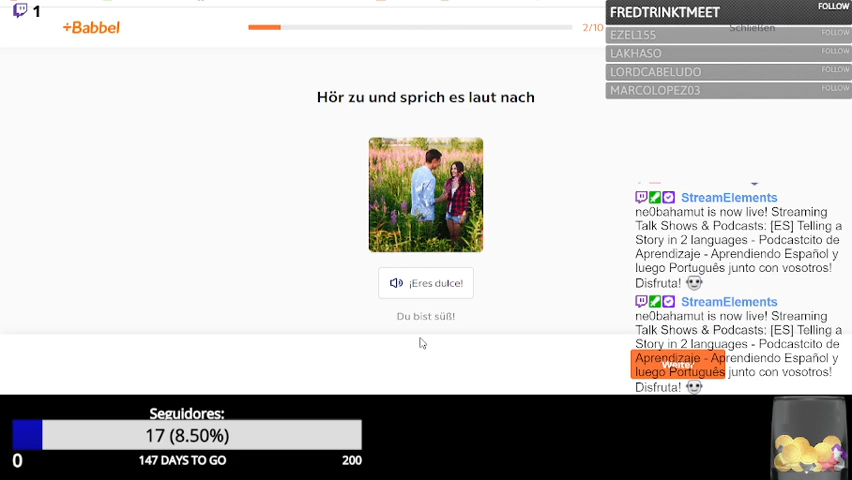 1
FREDTRINKTMEET FOLLOW
+Babbel
2/10
Schließen
EZEL155 FOLLOW
LAKHASO FOLLOW
LORDCABELUDO FOLLOW
MARCOLOPEZ03 FOLLOW
Hör zu und sprich es laut nach
¡Eres dulce!
Du bist süß!
StreamElements
ne0bahamut is now live! Streaming
Talk Shows & Podcasts: [ES] Telling a
Story in 2 languages - Podcastcito de
Aprendizaje - Aprendiendo Español y
luego Português junto con vosotros!
Disfruta!
StreamElements
ne0bahamut is now live! Streaming
Talk Shows & Podcasts: [ES] Telling a
Story in 2 languages - Podcastcito de
Aprendizaje - Aprendiendo Español y
luego Português junto con vosotros!
Disfruta!
Weiter
Seguidores:
17 (8.50%)
0
147 DAYS TO GO
200